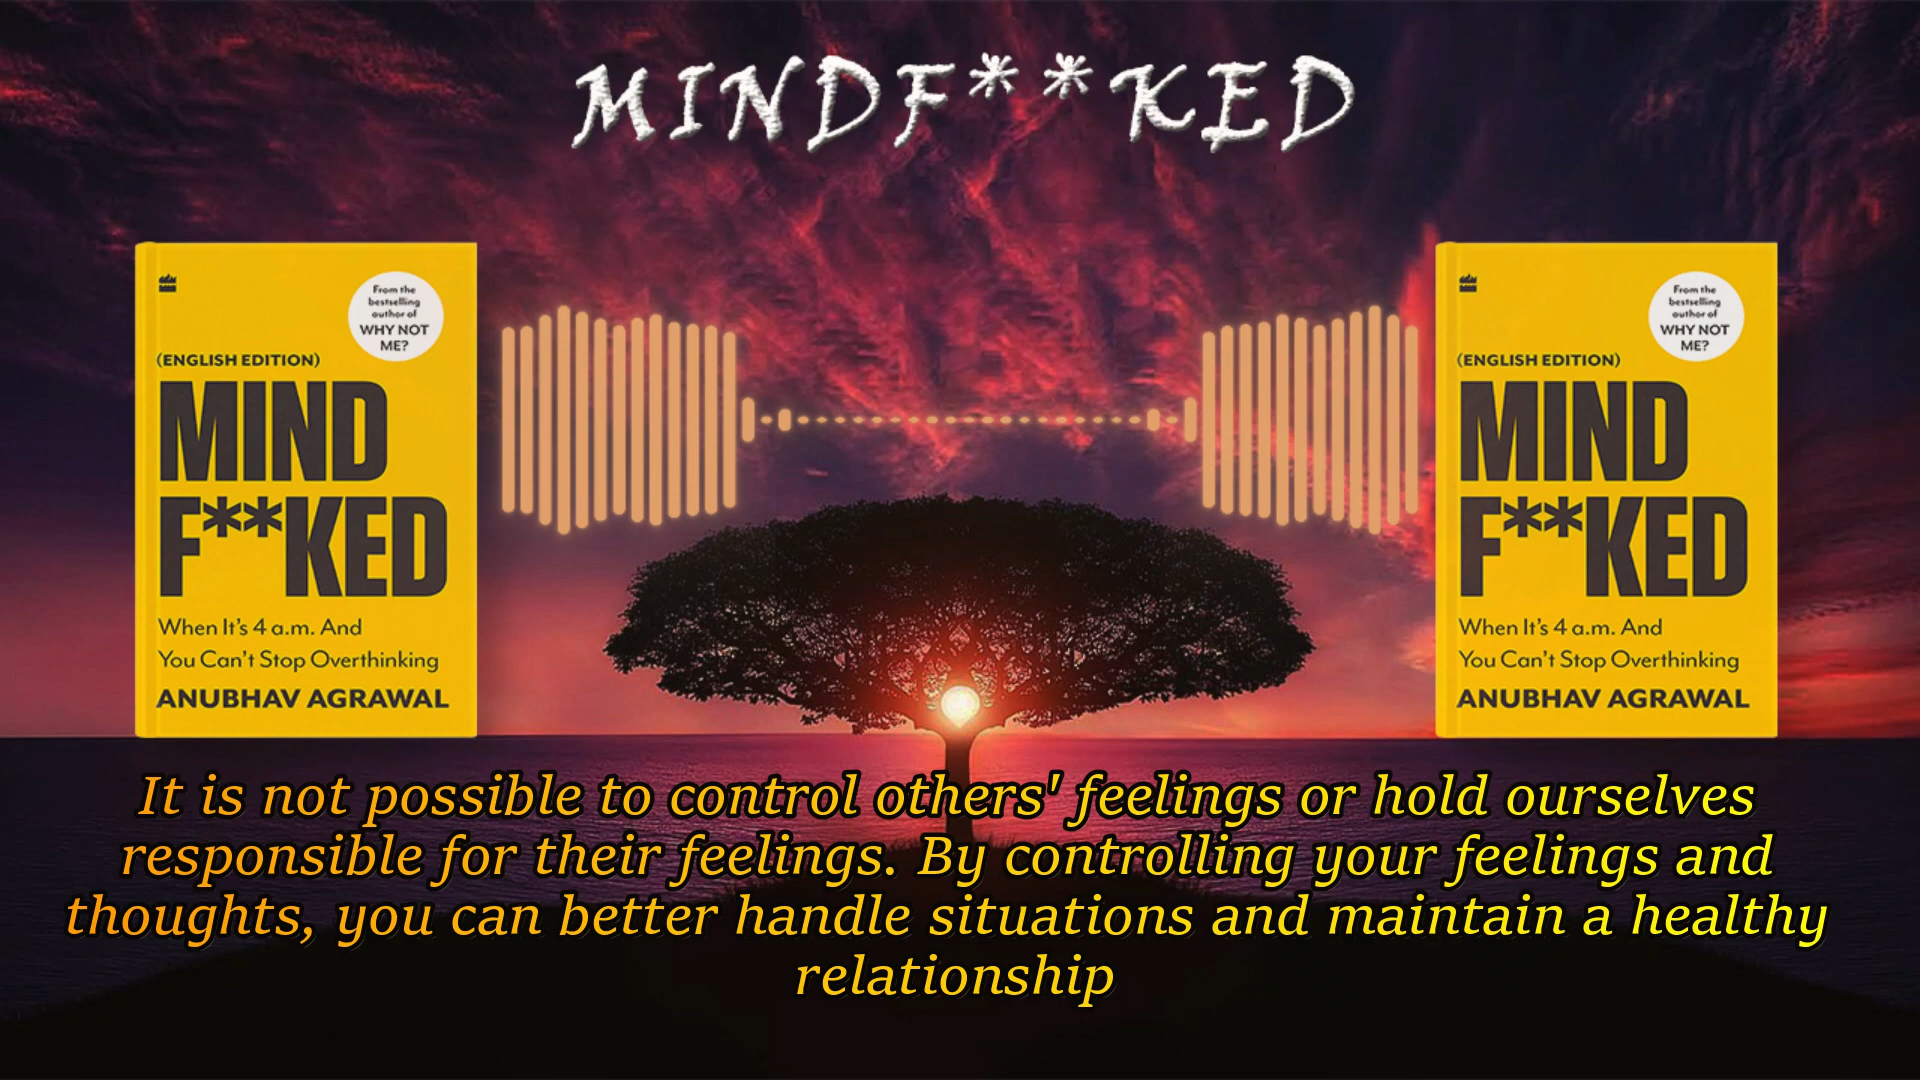 MINDF**KED
From the
bestselling
author of
WHY NOT
ME?
(ENGLISH EDITION)
MIND
F**KED
When It's 4 a.m. And
You Can't Stop Overthinking
ANUBHAV AGRAWAL
From the
bestselling
author of
WHY NOT
ME?
(ENGLISH EDITION)
MIND
F**KED
When It's 4 a.m. And
You Can't Stop Overthinking
ANUBHAV AGRAWAL
It is not possible to control others' feelings or hold ourselves
responsible for their feelings. By controlling your feelings and
thoughts, you can better handle situations and maintain a healthy
relationship